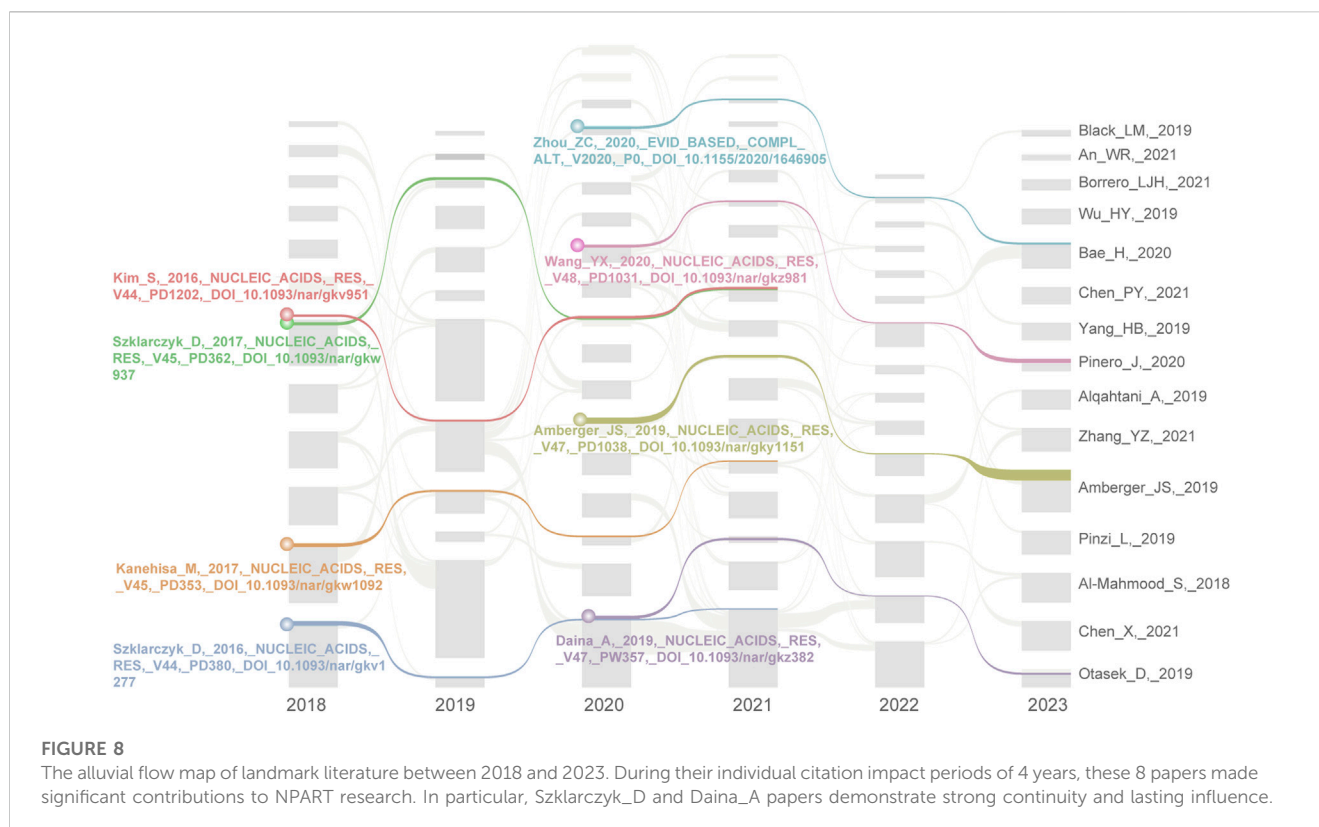 Zhou_ZC,_2020,_EVID_BASED,_COMPL_
ALT,_V2020,_P0,_DOI_10.1155/2020/1646905
Wang_YX,_2020,_NUCLEIC_ACIDS,_RES,
_V48,_PD1031,_DOI_10.1093/nar/gkz981
Kim_S,_2016,_NUCLEIC_ACIDS,_RES,_
V44,_PD1202,_DOI_10.1093/nar/gkv951
Szklarczyk_D,_2017,_NUCLEIC_ACIDS,_
RES,_V45,_PD362,_DOI_10.1093/nar/gkw
937
Amberger_JS,_2019,_NUCLEIC_ACIDS,_RES,
_V47,_PD1038,_DOI_10.1093/nar/gky1151
Kanehisa_M,_2017,_NUCLEIC_ACIDS,_RES,
_V45,_PD353,_DOI_10.1093/nar/gkw1092
Szklarczyk_D,_2016,_NUCLEIC_ACIDS,_
RES,_V44,_PD380,_DOI_10.1093/nar/gkv1
277
Daina_A,_2019,_NUCLEIC_ACIDS,_RES,
_V47,_PW357,_DOI_10.1093/nar/gkz382
Black_LM,_2019
An_WR,_2021
Borrero_LJH,_2021
Wu_HY,_2019
Bae_H,_2020
Chen_PY,_2021
Yang_HB,_2019
Pinero_J,_2020
Alqahtani_A,_2019
Zhang_YZ,_2021
Amberger_JS,_2019
Pinzi_L,_2019
Al-Mahmood_S,_2018
Chen_X,_2021
Otasek_D,_2019
2018 2019 2020 2021 2022 2023
FIGURE 8
The alluvial flow map of landmark literature between 2018 and 2023. During their individual citation impact periods of 4 years, these 8 papers made
significant contributions to NPART research. In particular, Szklarczyk_D and Daina_A papers demonstrate strong continuity and lasting influence.